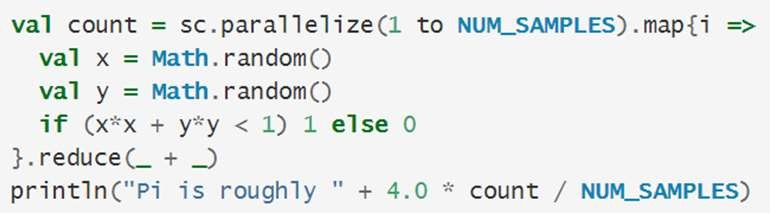 val count = sc.parallelize(1 to NUM_SAMPLES).map{i =>
  val x = Math.random()
  val y = Math.random()
  if (x*x + y*y < 1) 1 else 0
}.reduce(_ + _)
println("Pi is roughly " + 4.0 * count / NUM_SAMPLES)